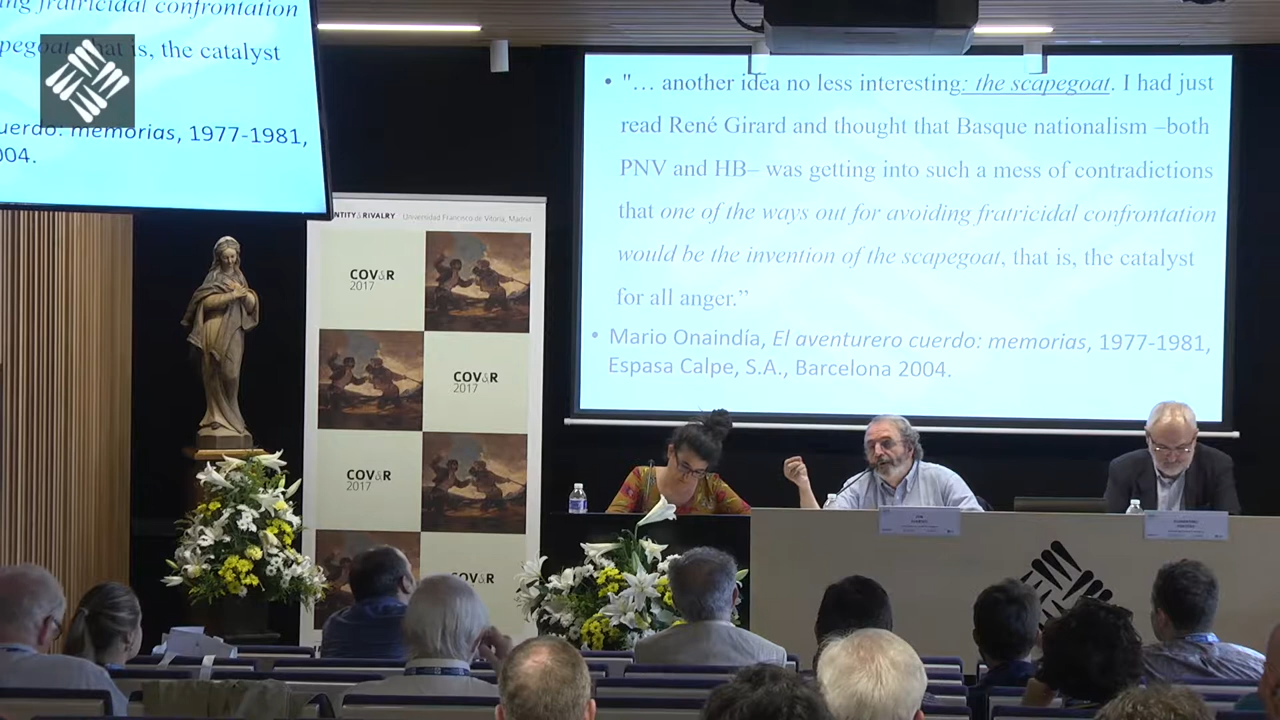 ing fratricidal confrontation
is, the catalyst
cuerdo: memorias, 1977-1981,
004.
• "… another idea no less interesting: the scapegoat. I had just
read René Girard and thought that Basque nationalism –both
PNV and HB– was getting into such a mess of contradictions
that one of the ways out for avoiding fratricidal confrontation
would be the invention of the scapegoat, that is, the catalyst
for all anger.”
• Mario Onaindía, El aventurero cuerdo: memorias, 1977-1981,
Espasa Calpe, S.A., Barcelona 2004.
NTITY&RIVALRY Universidad Francisco de Vitoria, Madrid
COV&R
2017
COV&R
2017
COV&R
2017
COV&R